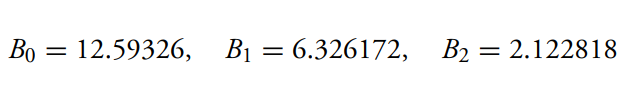 B₀ = 12.59326, B₁ = 6.326172, B₂ = 2.122818